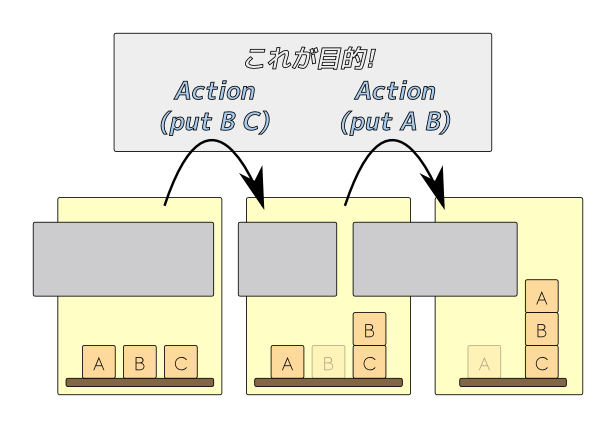 これが目的!
Action
(put B C)
Action
(put A B)
A B C
A B B C
A A B C